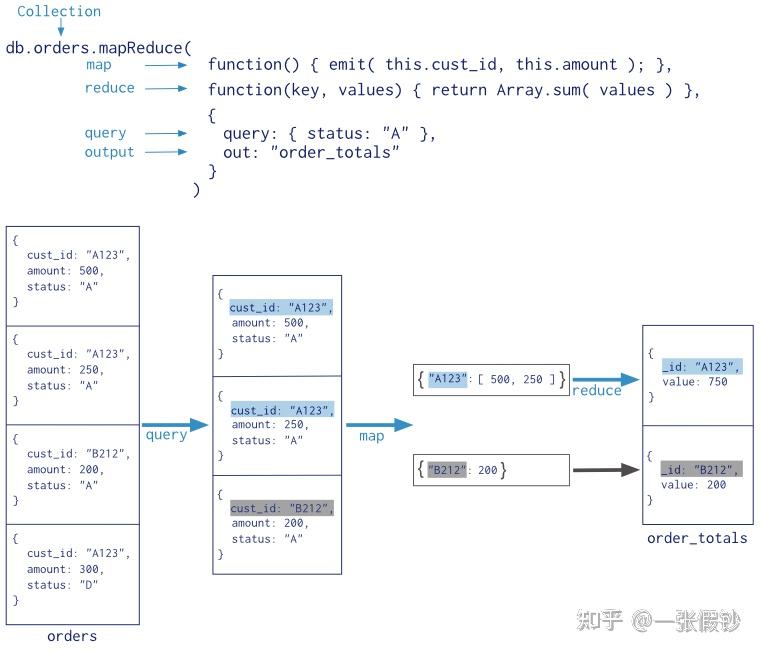 Collection
db.orders.mapReduce(
map function() { emit( this.cust_id, this.amount ); },
reduce function(key, values) { return Array.sum( values ) },
{
query query: { status: "A" },
output out: "order_totals"
}
)
{
cust_id: "A123",
amount: 500,
status: "A"
}
{
cust_id: "A123",
amount: 250,
status: "A"
}
{
cust_id: "B212",
amount: 200,
status: "A"
}
{
cust_id: "A123",
amount: 300,
status: "D"
}
orders
query
{
cust_id: "A123",
amount: 500,
status: "A"
}
{
cust_id: "A123",
amount: 250,
status: "A"
}
{
cust_id: "B212",
amount: 200,
status: "A"
}
map
{ "A123": [ 500, 250 ] }
{ "B212": 200 }
reduce
{
_id: "A123",
value: 750
}
{
_id: "B212",
value: 200
}
order_totals
知乎 @一张假钞